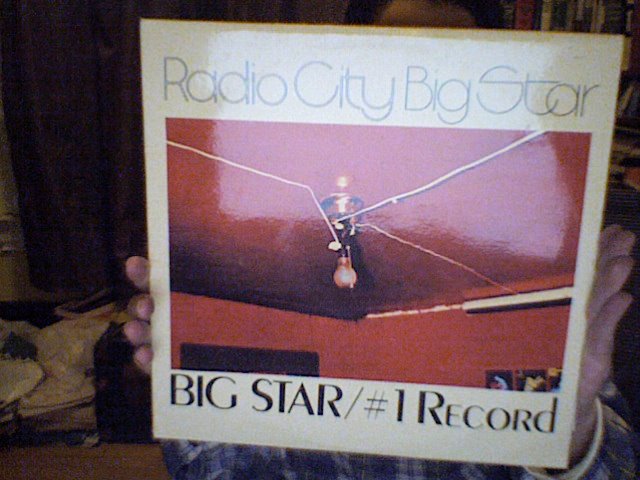 Radio City Big Star
BIG STAR/#1 RECORD